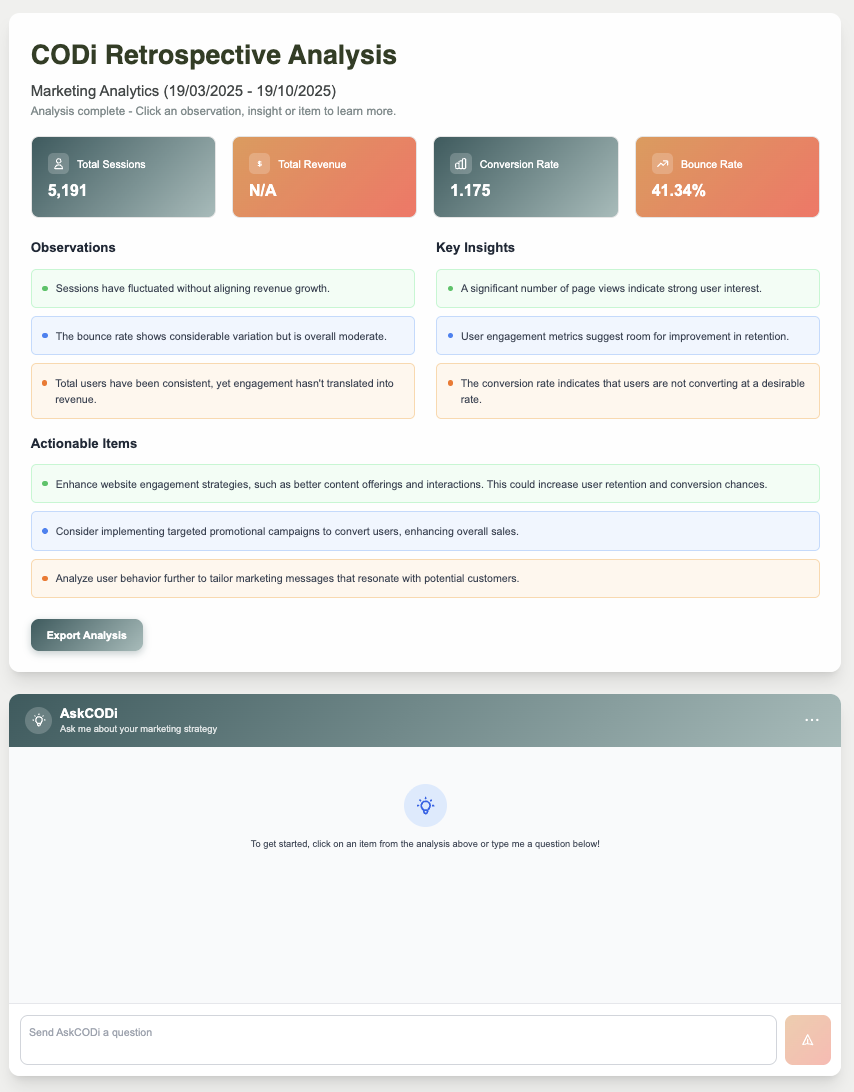 CODi Retrospective Analysis
Marketing Analytics (19/03/2025 - 19/10/2025)
Analysis complete - Click an observation, insight or item to learn more.
Total Sessions
5,191
$
Total Revenue
N/A
Conversion Rate
1.175
Bounce Rate
41.34%
Observations
Sessions have fluctuated without aligning revenue growth.
The bounce rate shows considerable variation but is overall moderate.
Total users have been consistent, yet engagement hasn't translated into
revenue.
Key Insights
A significant number of page views indicate strong user interest.
User engagement metrics suggest room for improvement in retention.
The conversion rate indicates that users are not converting at a desirable
rate.
Actionable Items
Enhance website engagement strategies, such as better content offerings and interactions. This could increase user retention and conversion chances.
Consider implementing targeted promotional campaigns to convert users, enhancing overall sales.
Analyze user behavior further to tailor marketing messages that resonate with potential customers.
Export Analysis
AskCODi
Ask me about your marketing strategy
To get started, click on an item from the analysis above or type me a question below!
Send AskCODi a question